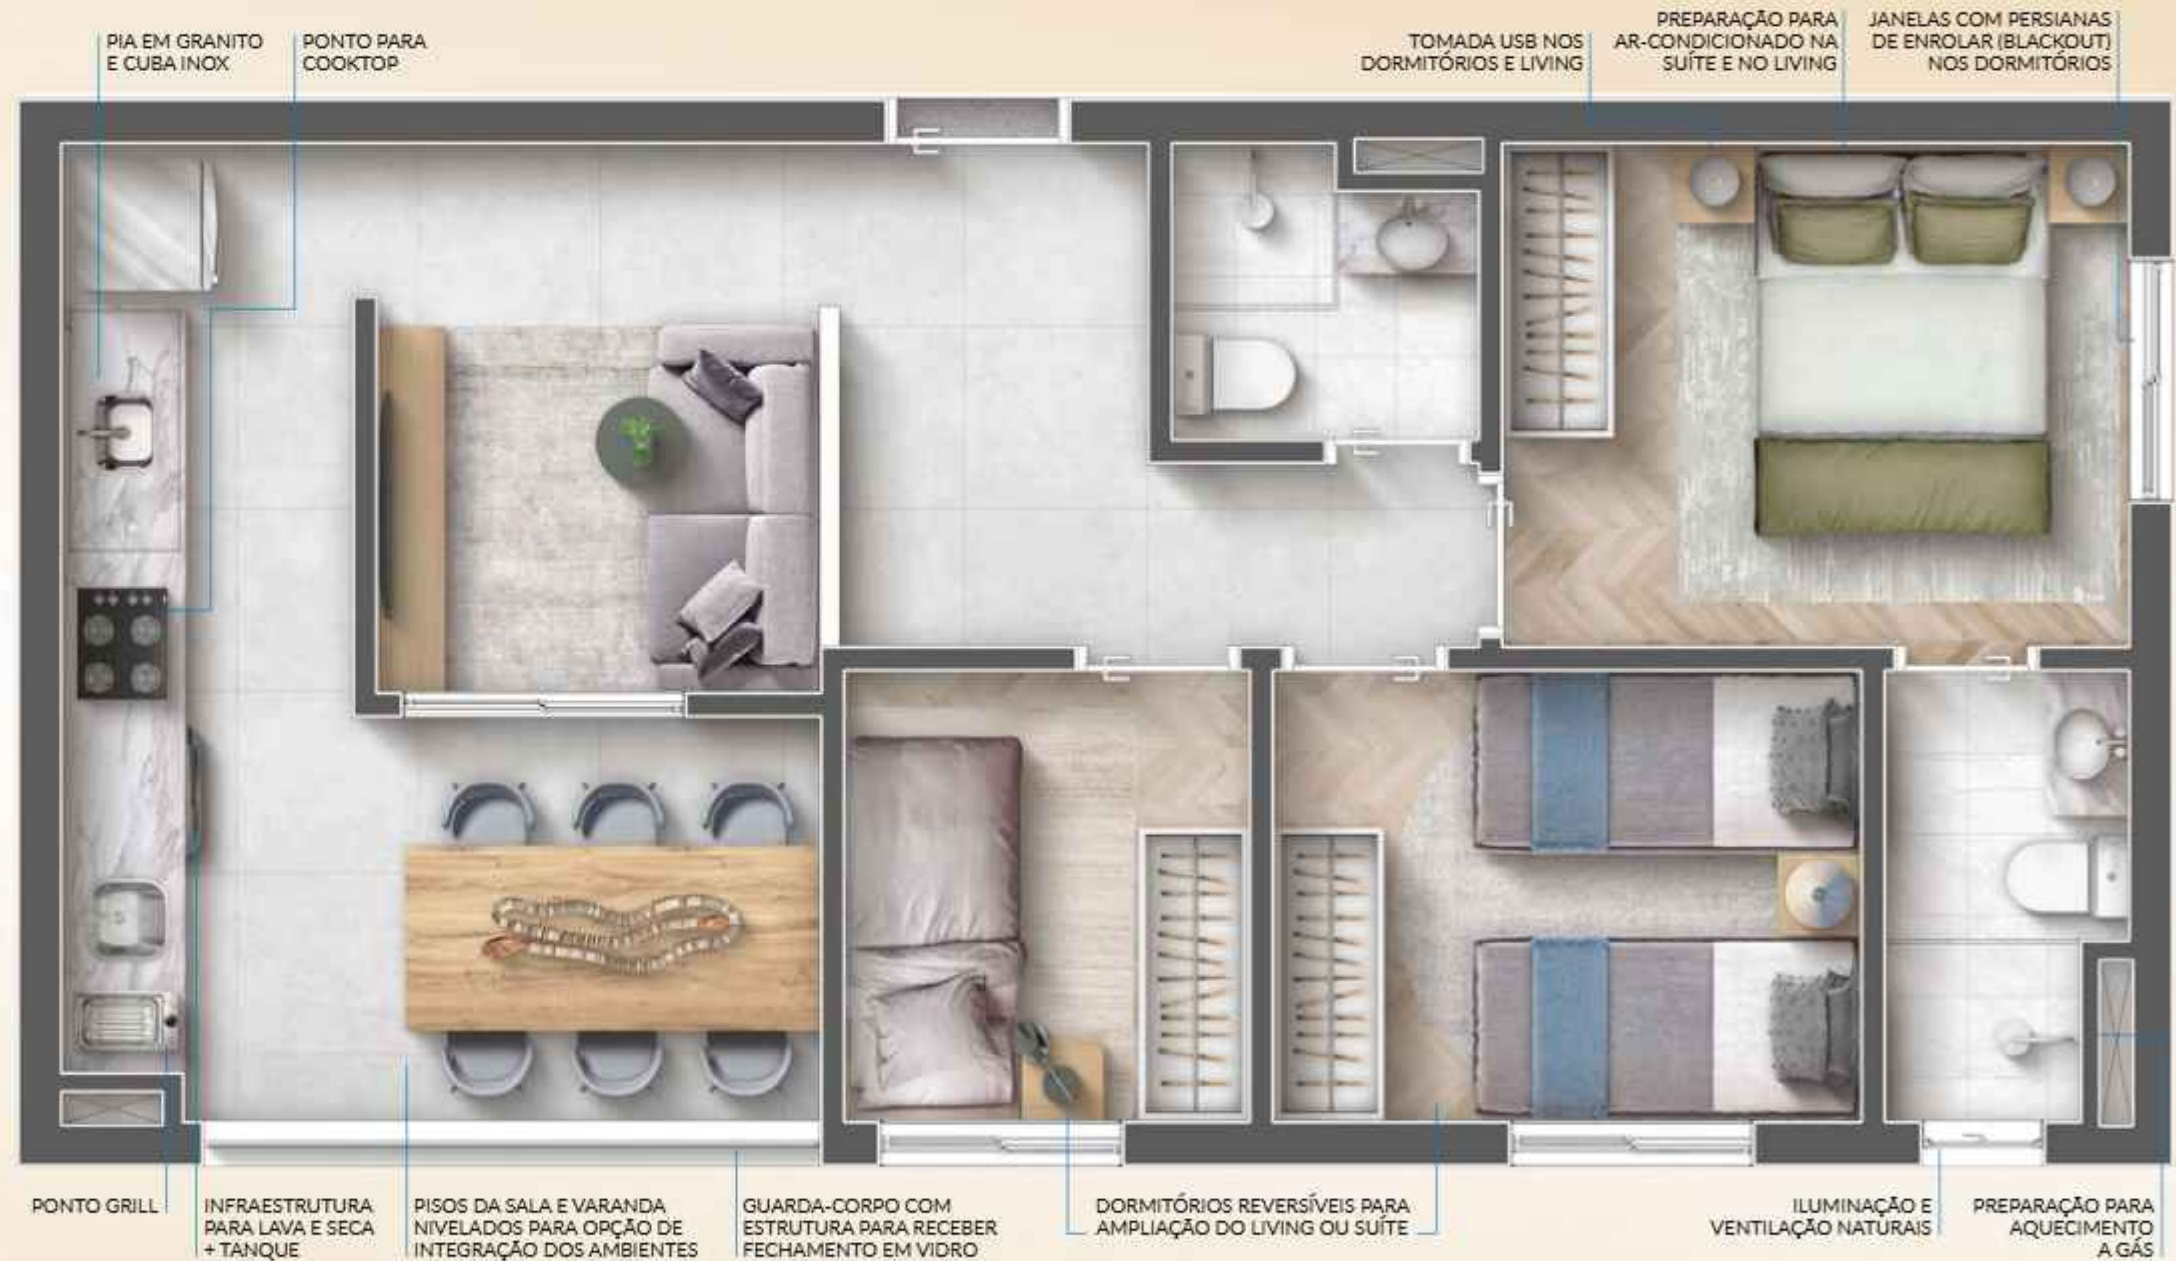 PIA EM GRANITO
E CUBA INOX
PONTO PARA
COOKTOP
TOMADA USB NOS
DORMITÓRIOS E LIVING
PREPARAÇÃO PARA
AR-CONDICIONADO NA
SUÍTE E NO LIVING
JANELAS COM PERSIANAS
DE ENROLAR (BLACKOUT)
NOS DORMITÓRIOS
PONTO GRILL
INFRAESTRUTURA
PARA LAVA E SECA
+ TANQUE
PISOS DA SALA E VARANDA
NIVELADOS PARA OPÇÃO DE
INTEGRAÇÃO DOS AMBIENTES
GUARDA-CORPO COM
ESTRUTURA PARA RECEBER
FECHAMENTO EM VIDRO
DORMITÓRIOS REVERSÍVEIS PARA
AMPLIAÇÃO DO LIVING OU SUÍTE
ILUMINAÇÃO E
VENTILAÇÃO NATURAIS
PREPARAÇÃO PARA
AQUECIMENTO
A GÁS